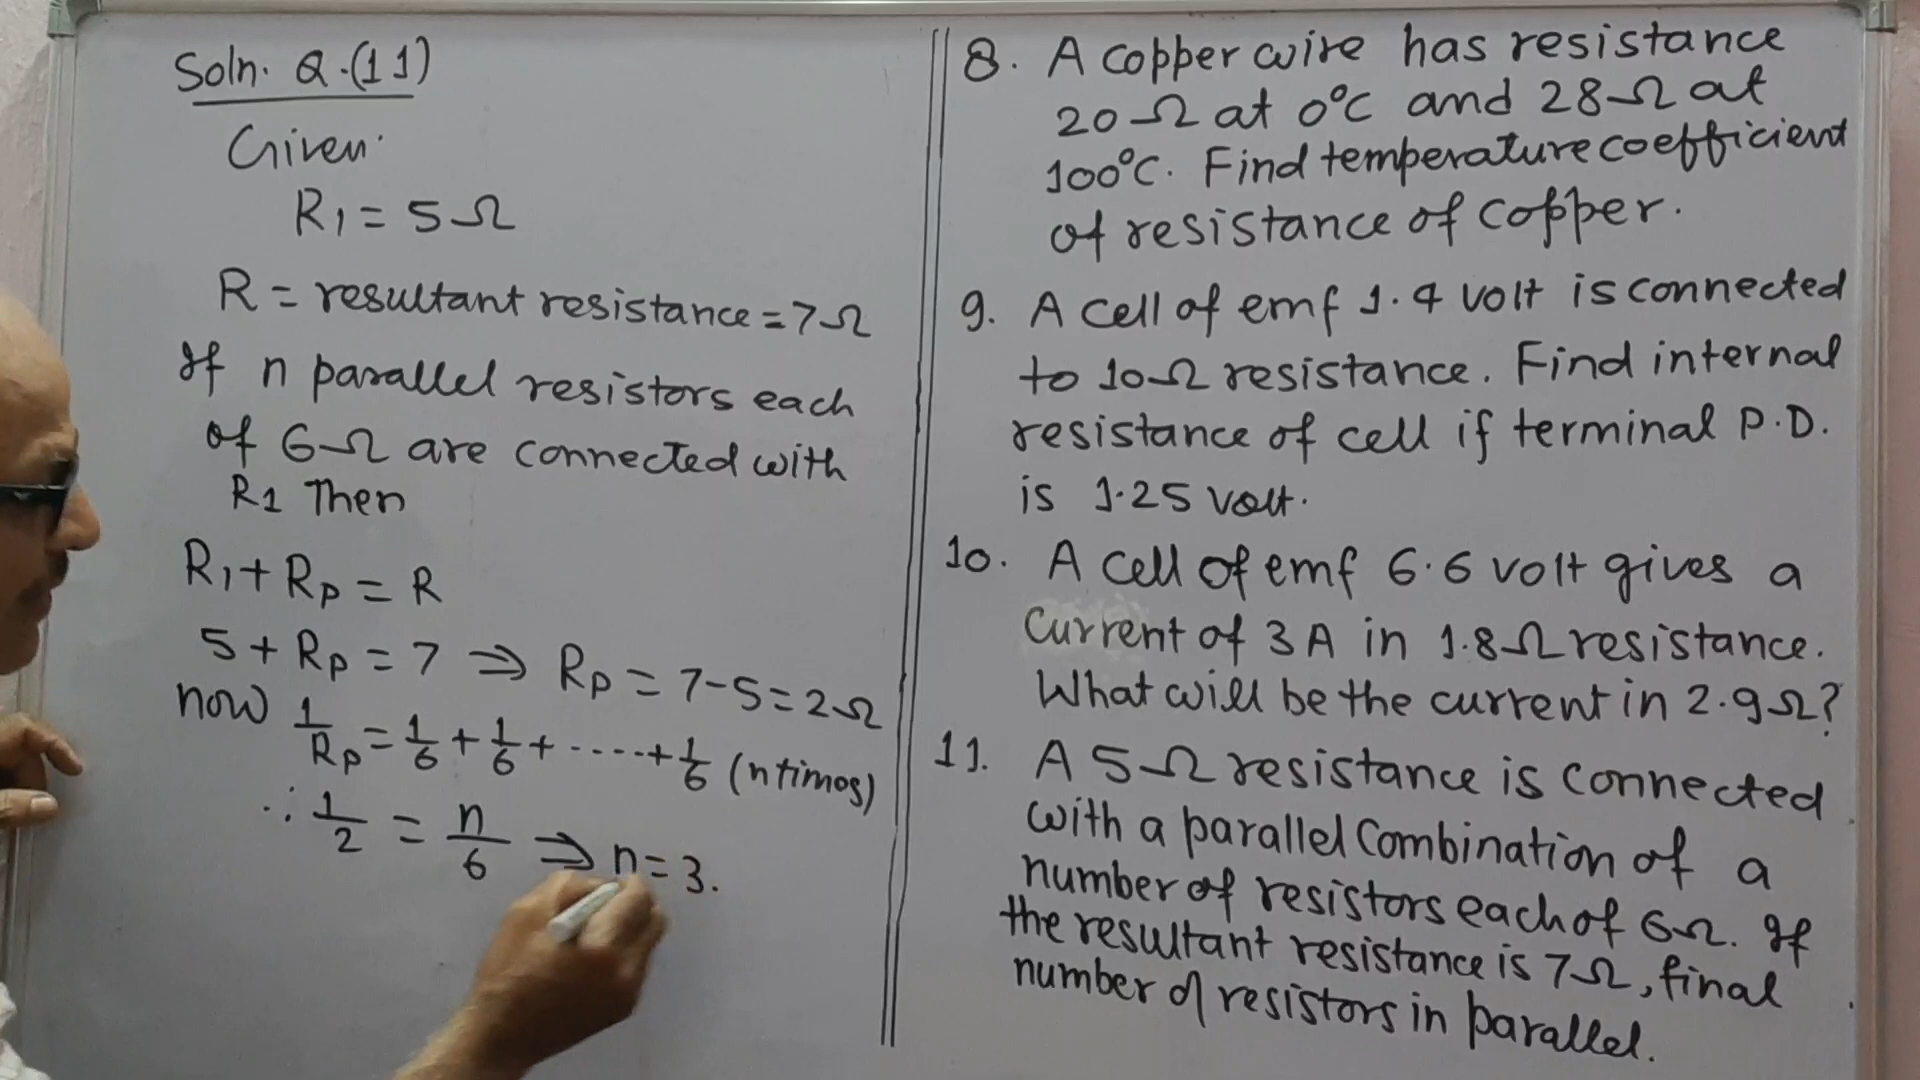 Soln. Q.(11)
Given.
R1 = 5Ω
R = resultant resistance = 7Ω
If n parallel resistors each
of 6Ω are connected with
R1 Then
R1 + Rp = R
5 + Rp = 7 ⇒ Rp = 7-5 = 2Ω
now 1/Rp = 1/6 + 1/6 + ..... + 1/6 (n times)
∴ 1/2 = n/6 ⇒ n = 3.
8. A copper wire has resistance
20Ω at 0°C and 28Ω at
100°C. Find temperature coefficient
of resistance of copper.
9. A cell of emf 1.4 volt is connected
to 10Ω resistance. Find internal
resistance of cell if terminal P.D.
is 1.25 volt.
10. A cell of emf 6.6 volt gives a
Current of 3A in 1.8Ω resistance.
What will be the current in 2.9Ω?
11. A 5Ω resistance is connected
with a parallel combination of a
number of resistors each of 6Ω. If
the resultant resistance is 7Ω, final
number of resistors in parallel.